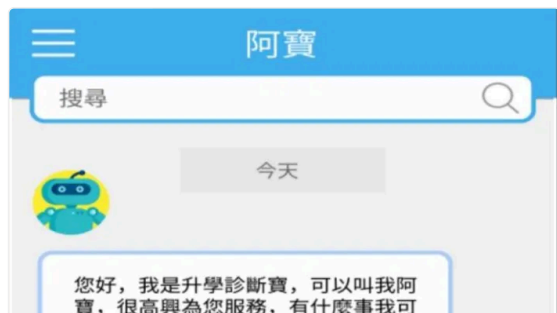 阿寶
搜尋
今天
您好，我是升學診斷寶，可以叫我阿
寶，很高興為您服務，有什麼事我可